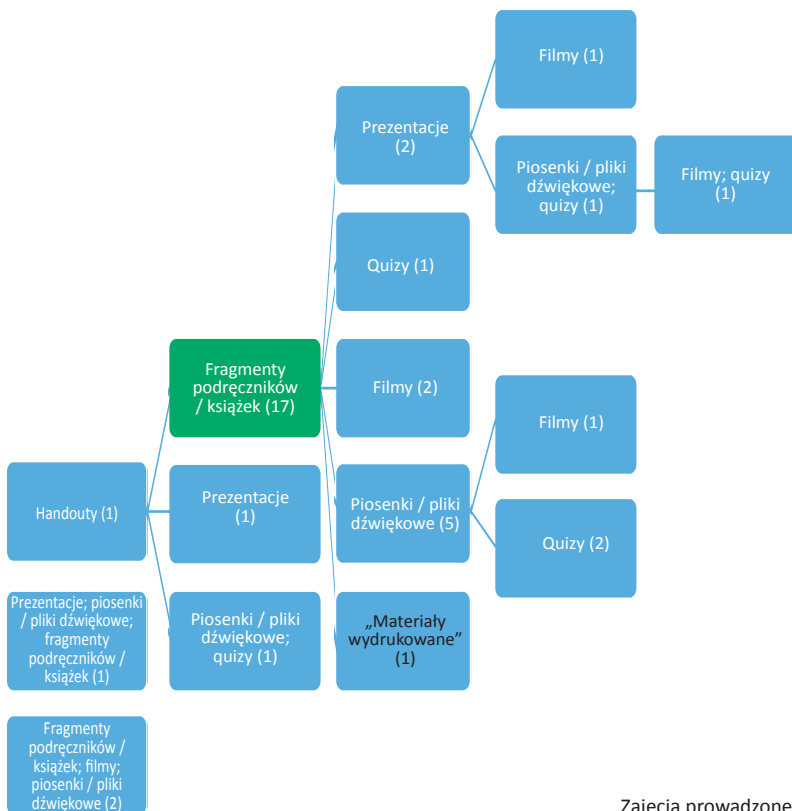 Filmy (1)
Prezentacje
(2)
Piosenki / pliki
dźwiękowe;
quizy (1)
Filmy; quizy
(1)
Quizy (1)
Fragmenty
podręczników
/ książek (17)
Filmy (2)
Filmy (1)
Handouty (1)
Prezentacje
(1)
Piosenki / pliki
dźwiękowe (5)
Quizy (2)
Prezentacje; piosenki
/ pliki dźwiękowe;
fragmenty
podręczników /
książek (1)
Piosenki / pliki
dźwiękowe;
quizy (1)
„Materiały
wydrukowane”
(1)
Fragmenty
podręczników /
książek; filmy;
piosenki / pliki
dźwiękowe (2)
Zajęcia prowadzone